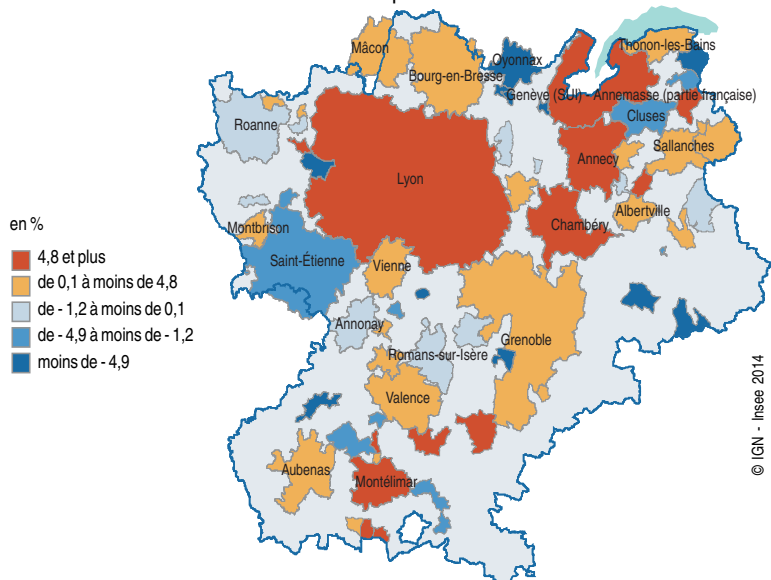 Mâcon
Thonon-les-Bains
Oyonnax
Bourg-en-Bresse
Genève (SUI) - Annemasse (partie française)
Cluses
Roanne
Sallanches
Annecy
Lyon
Albertville
en %
Montbrison
Chambéry
4,8 et plus
Saint-Étienne
Vienne
de 0,1 à moins de 4,8
de - 1,2 à moins de 0,1
Annonay
de - 4,9 à moins de - 1,2
Grenoble
Romans-sur-Isère
moins de - 4,9
Valence
Aubenas
Montélimar
© IGN - Insee 2014